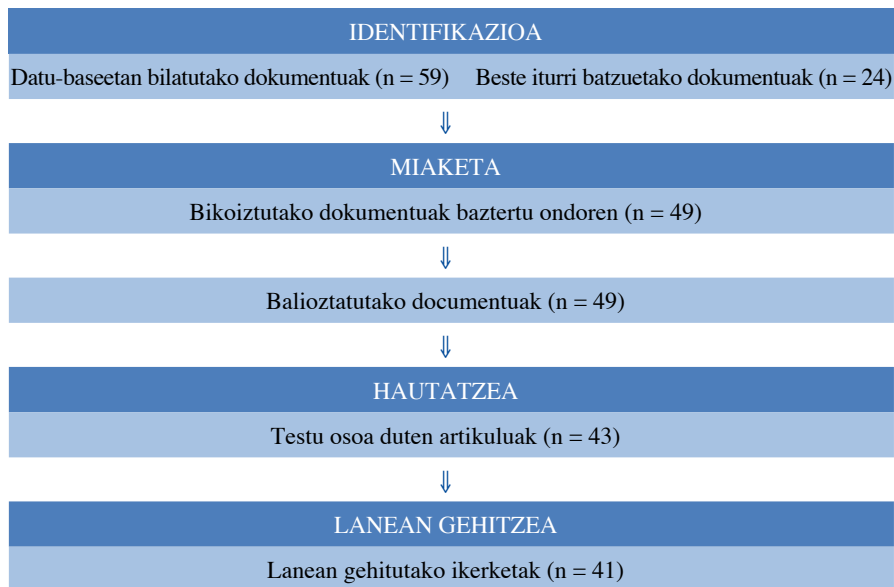 IDENTIFIKAZIOA
Datu-baseetan bilatutako dokumentuak (n = 59) Beste iturri batzuetako dokumentuak (n = 24)
⇓
MIAKETA
Bikoiztutako dokumentuak baztertu ondoren (n = 49)
⇓
Balioztatutako documentuak (n = 49)
⇓
HAUTATZEA
Testu osoa duten artikuluak (n = 43)
⇓
LANEAN GEHITZEA
Lanean gehitutako ikerketak (n = 41)